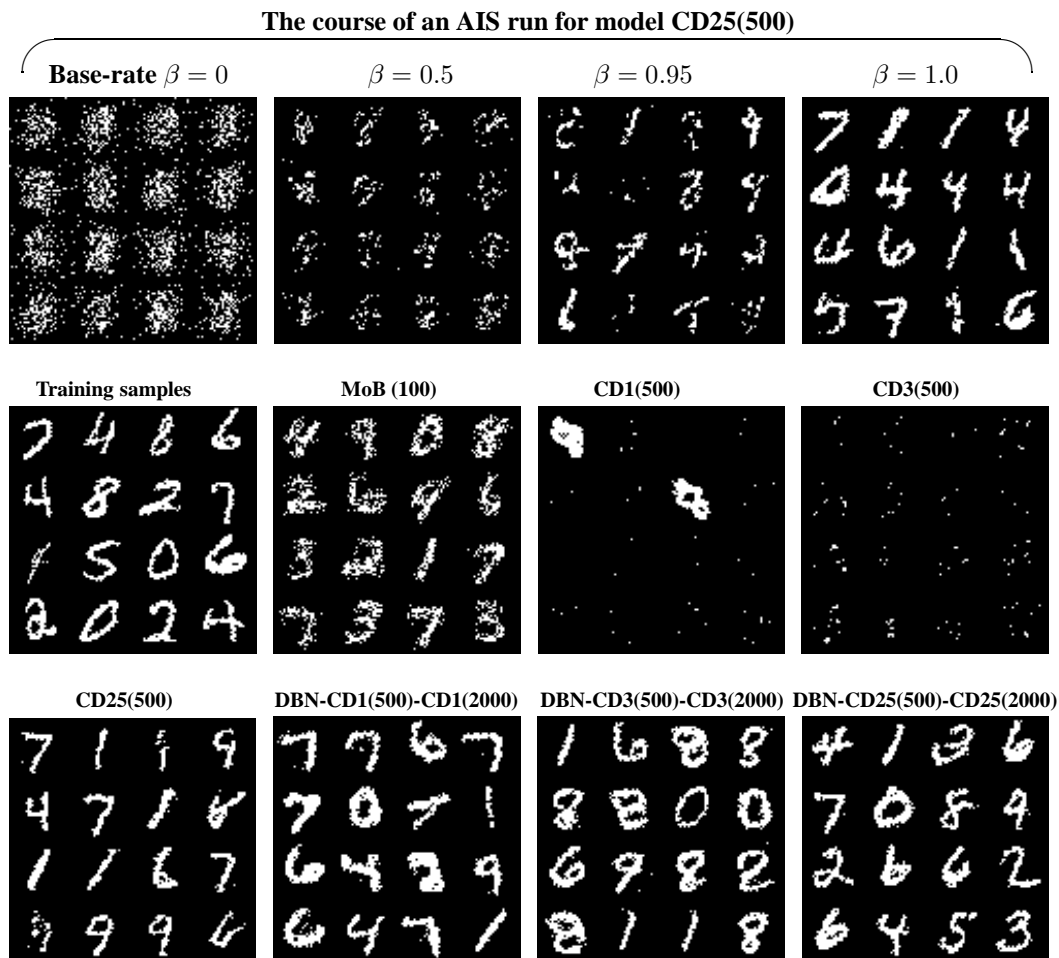 The course of an AIS run for model CD25(500)
Base-rate β = 0
β = 0.5
β = 0.95
β = 1.0
Training samples
MoB (100)
CD1(500)
CD3(500)
CD25(500)
DBN-CD1(500)-CD1(2000)
DBN-CD3(500)-CD3(2000)
DBN-CD25(500)-CD25(2000)